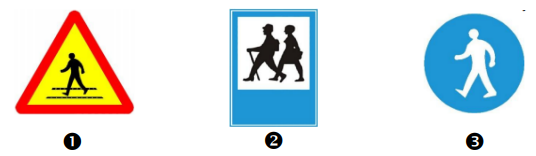 ❶ ❷ ❸